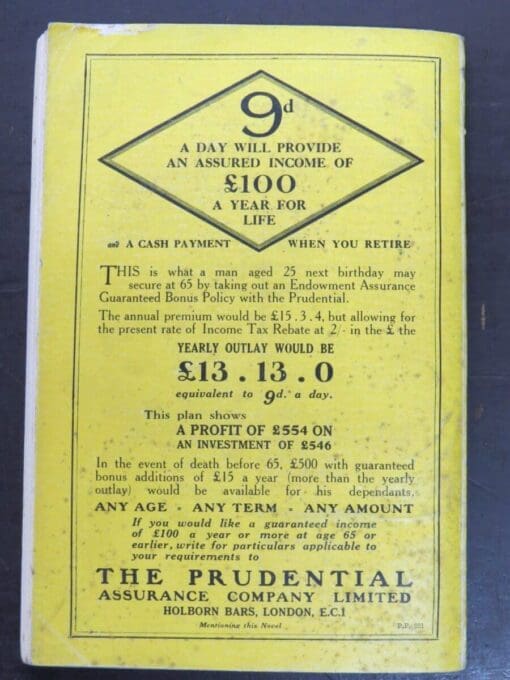 9d
A DAY WILL PROVIDE
AN ASSURED INCOME OF
£100
A YEAR FOR
LIFE
and A CASH PAYMENT WHEN YOU RETIRE
THIS is what a man aged 25 next birthday may
secure at 65 by taking out an Endowment Assurance
Guaranteed Bonus Policy with the Prudential.
The annual premium would be £15.3.4, but allowing for
the present rate of Income Tax Rebate at 2/- in the £ the
YEARLY OUTLAY WOULD BE
£13.13.0
equivalent to 9d. a day.
This plan shows
A PROFIT OF £554 ON
AN INVESTMENT OF £546
In the event of death before 65, £500 with guaranteed
bonus additions of £15 a year (more than the yearly
outlay) would be available for his dependants.
ANY AGE - ANY TERM - ANY AMOUNT
If you would like a guaranteed income
of £100 a year or more at age 65 or
earlier, write for particulars applicable to
your requirements to
THE PRUDENTIAL
ASSURANCE COMPANY LIMITED
HOLBORN BARS, LONDON, E.C.1
Mentioning this Novel